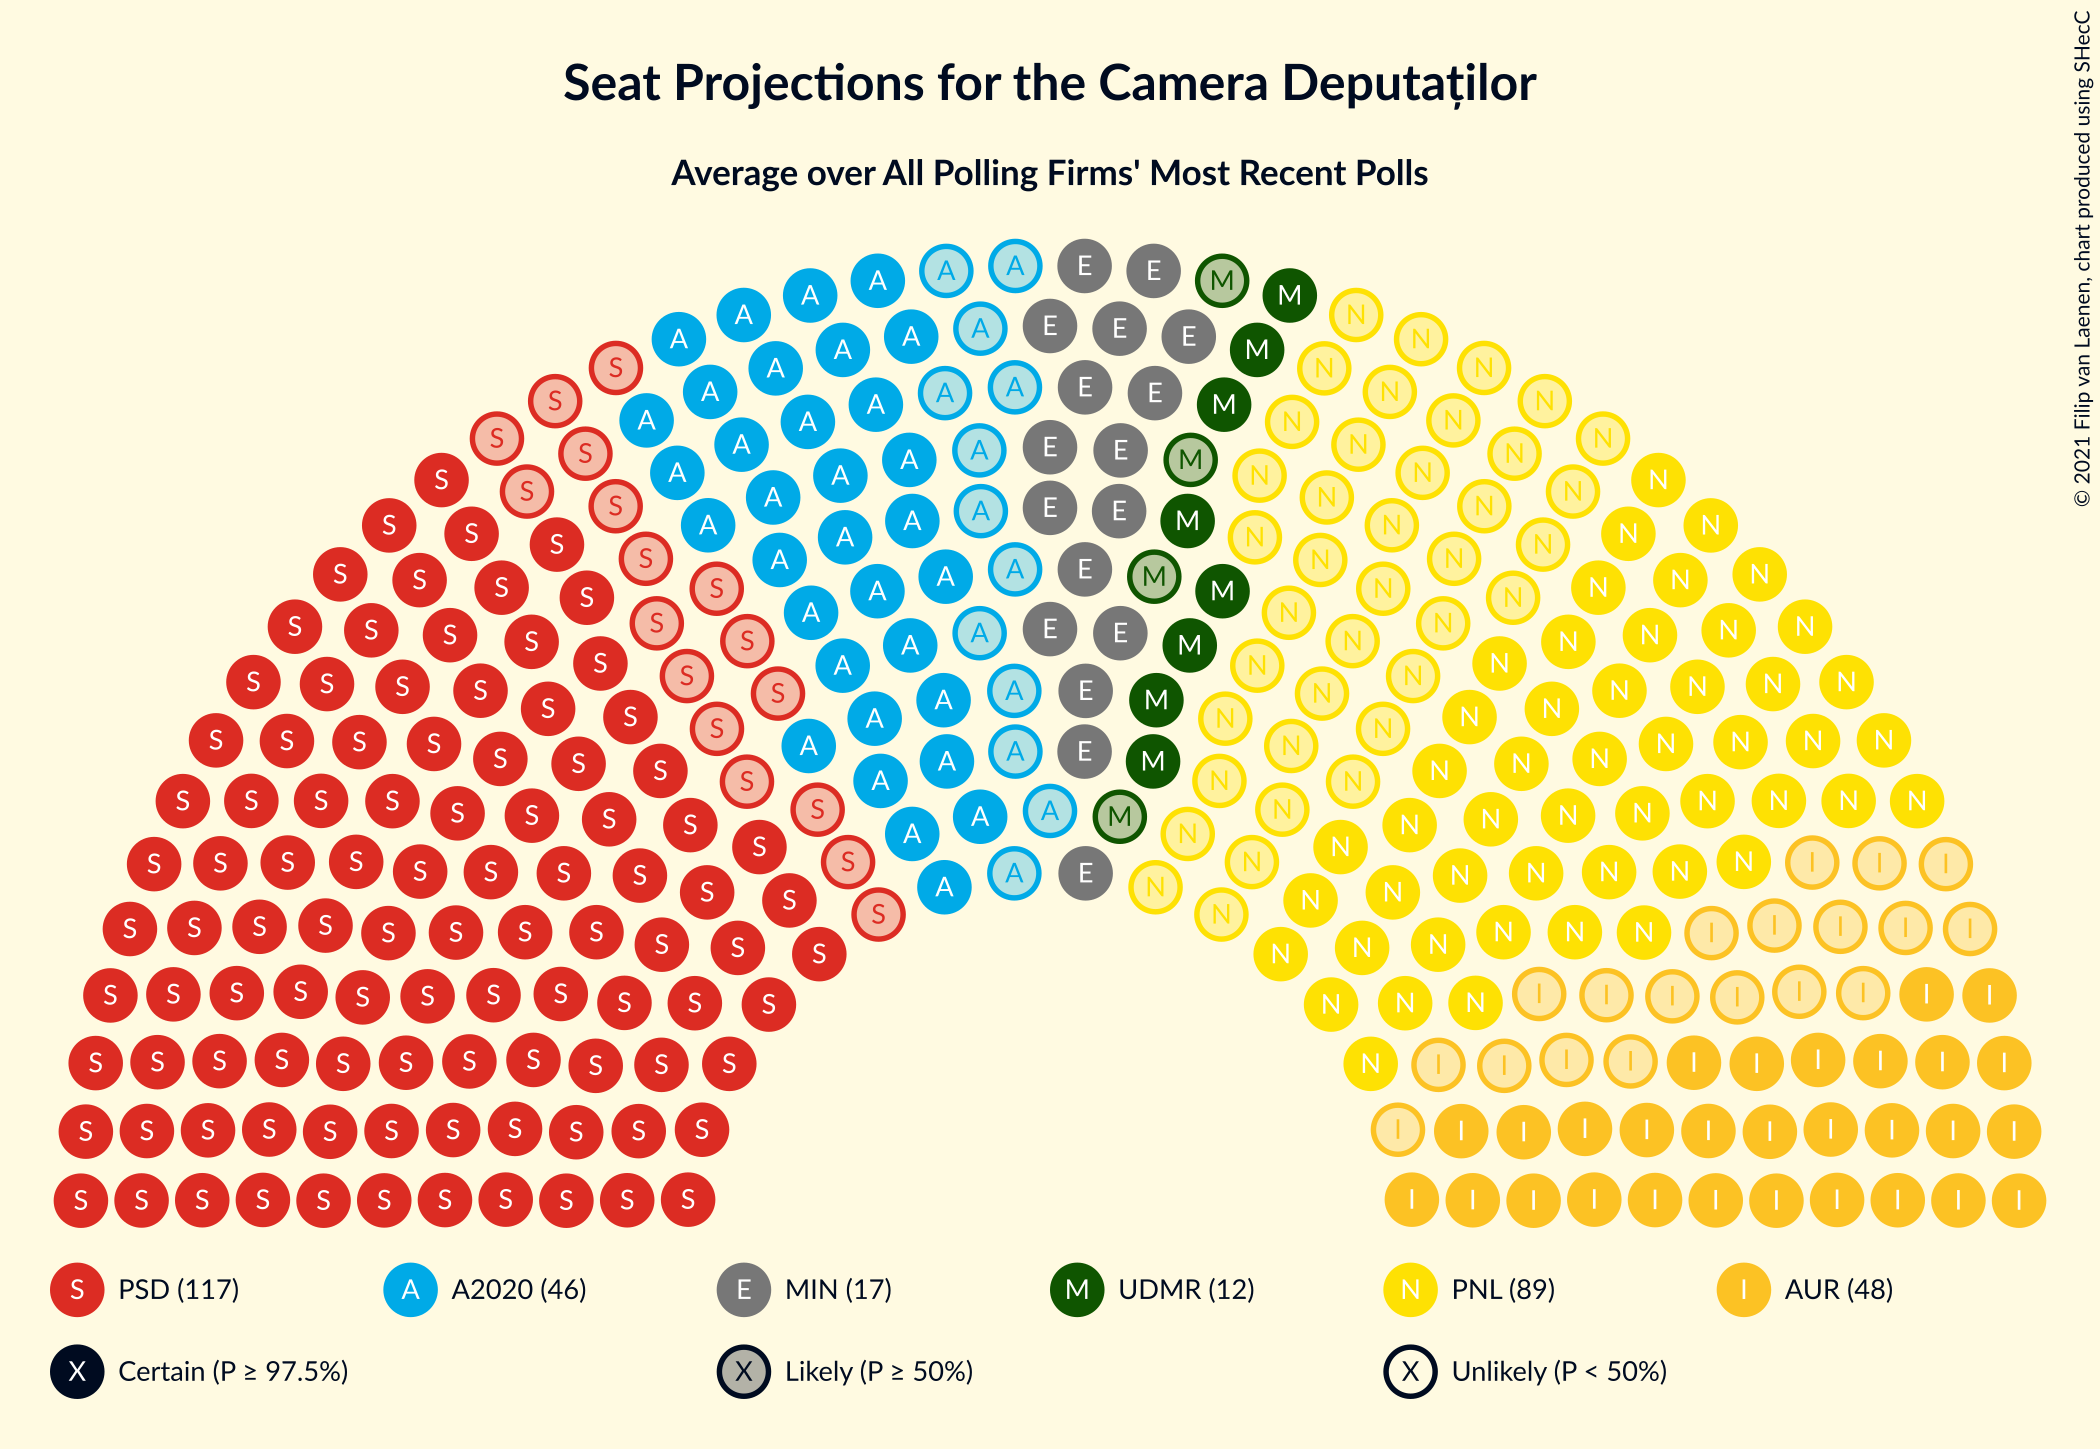 Seat Projections for the Camera Deputaților
Average over All Polling Firms' Most Recent Polls
© 2021 Filip van Laenen, chart produced using SHecC
S PSD (117) A A2020 (46) E MIN (17) M UDMR (12) N PNL (89) I AUR (48)
X Certain (P ≥ 97.5%) X Likely (P ≥ 50%) X Unlikely (P < 50%)